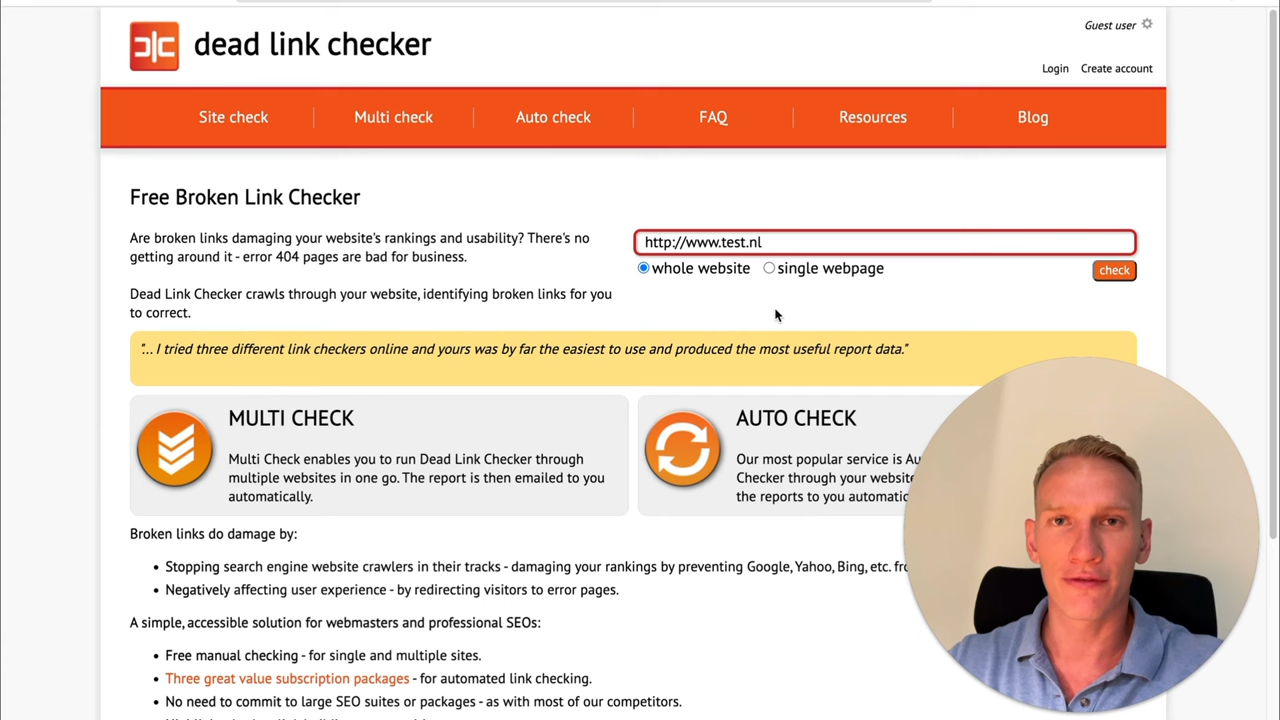 dead link checker
Guest user
Login Create account
Site check Multi check Auto check FAQ Resources Blog
Free Broken Link Checker
Are broken links damaging your website's rankings and usability? There's no
getting around it - error 404 pages are bad for business.
Dead Link Checker crawls through your website, identifying broken links for you
to correct.
http://www.test.nl
whole website single webpage
check
"... I tried three different link checkers online and yours was by far the easiest to use and produced the most useful report data."
MULTI CHECK
Multi Check enables you to run Dead Link Checker through
multiple websites in one go. The report is then emailed to you
automatically.
AUTO CHECK
Our most popular service is
Checker through your website
the reports to you
Broken links do damage by:
• Stopping search engine website crawlers in their tracks - damaging your rankings by preventing Google, Yahoo, Bing, etc.
• Negatively affecting user experience - by redirecting visitors to error pages.
A simple, accessible solution for webmasters and professional SEOs:
• Free manual checking - for single and multiple sites.
• Three great value subscription packages - for automated link checking.
• No need to commit to large SEO suites or packages - as with most of our competitors.